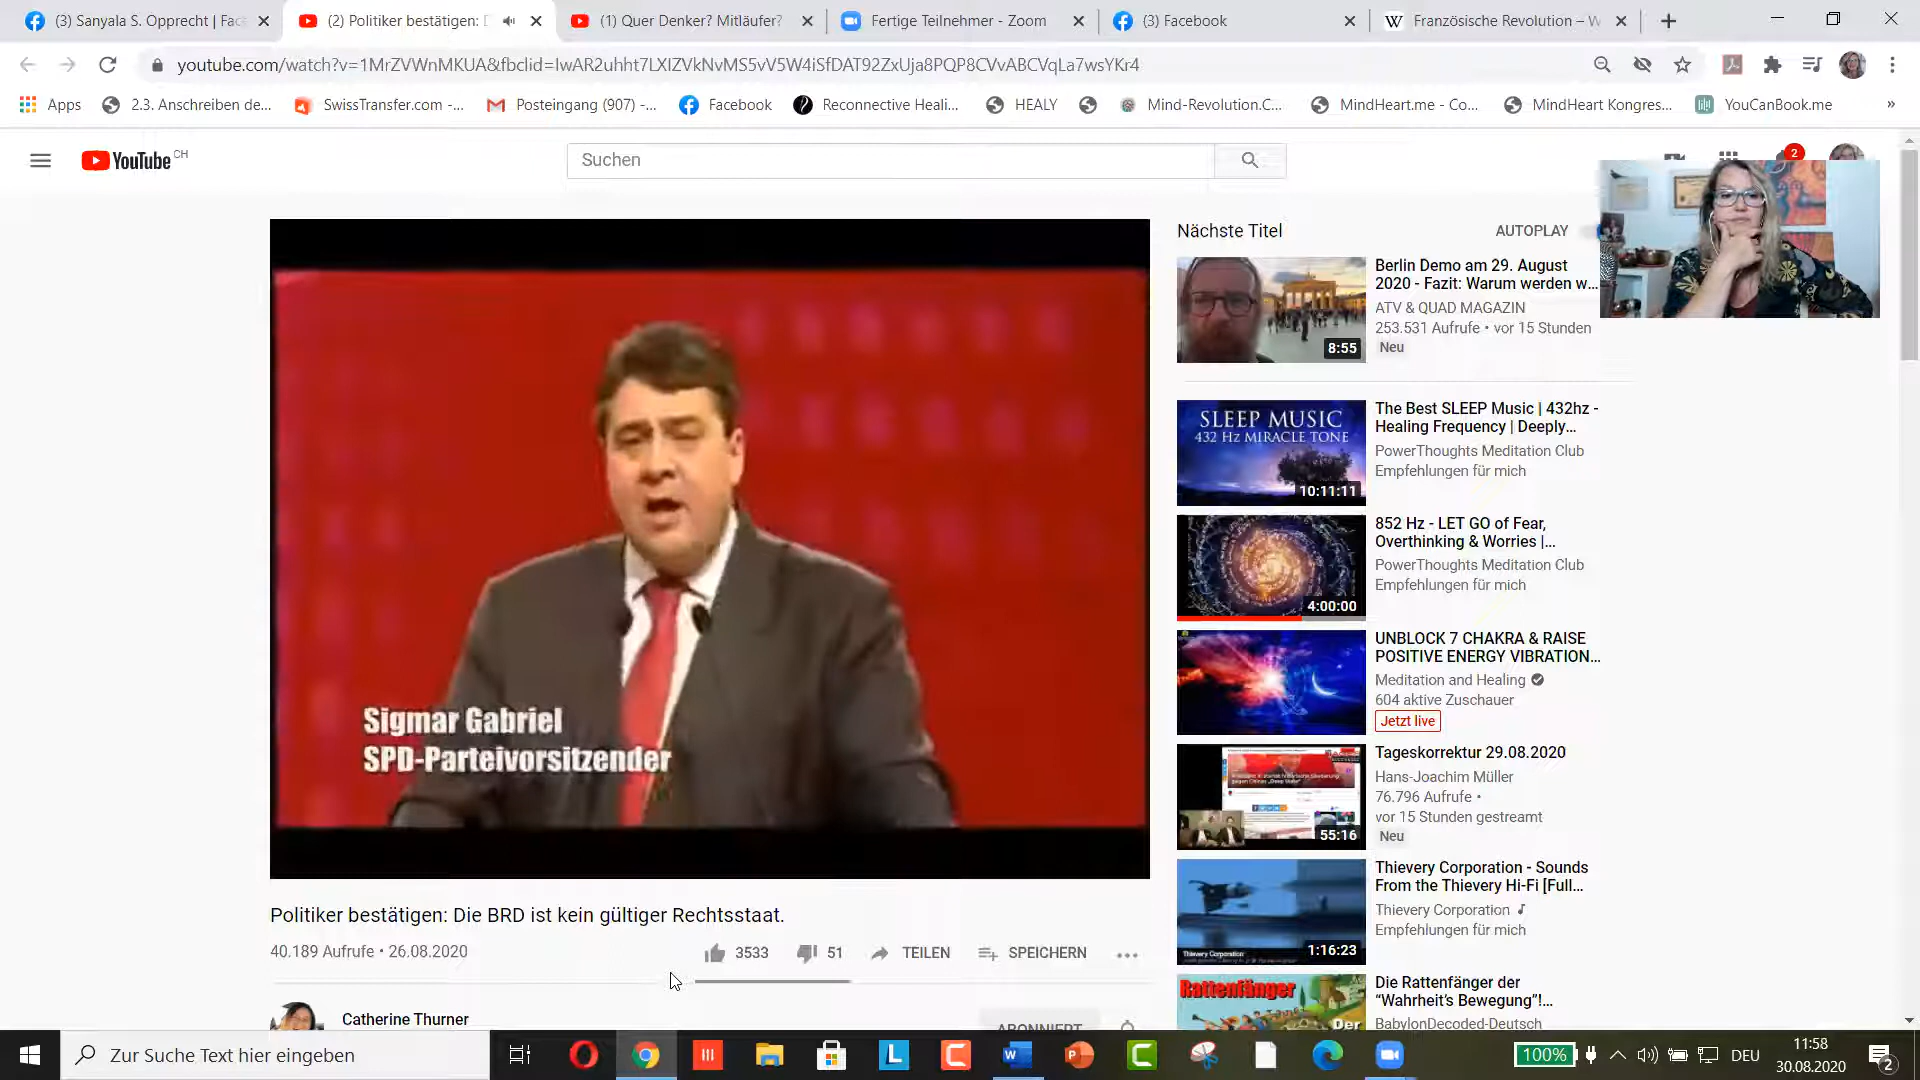 (3) Sanyala S. Opprecht | Fac
(2) Politiker bestätigen: D
(1) Quer Denker? Mitläufer?
Fertige Teilnehmer - Zoom
(3) Facebook
Französische Revolution – W
youtube.com/watch?v=1MrZVWnMKUA&fbclid=IwAR2uhht7LXIZVkNvMS5vV5W4iSfDAT92ZxUja8PQP8CVvABCVqLa7wsYKr4
Apps
2.3. Anschreiben de...
SwissTransfer.com -...
Posteingang (907) -...
Facebook
Reconnective Heali...
HEALY
Mind-Revolution.C...
MindHeart.me - Co...
MindHeart Kongres...
YouCanBook.me
»
YouTube CH
Suchen
2
Sigmar Gabriel
SPD-Parteivorsitzender
Politiker bestätigen: Die BRD ist kein gültiger Rechtsstaat.
40.189 Aufrufe • 26.08.2020
3533
51
TEILEN
SPEICHERN
Catherine Thurner
ABONNIERT
Nächste Titel
AUTOPLAY
8:55
Berlin Demo am 29. August
2020 - Fazit: Warum werden w...
ATV & QUAD MAGAZIN
253.531 Aufrufe • vor 15 Stunden
Neu
SLEEP MUSIC
432 HZ MIRACLE TONE
10:11:11
The Best SLEEP Music | 432hz -
Healing Frequency | Deeply...
PowerThoughts Meditation Club
Empfehlungen für mich
4:00:00
852 Hz - LET GO of Fear,
Overthinking & Worries |...
PowerThoughts Meditation Club
Empfehlungen für mich
UNBLOCK 7 CHAKRA & RAISE
POSITIVE ENERGY VIBRATION...
Meditation and Healing
604 aktive Zuschauer
Jetzt live
55:16
Tageskorrektur 29.08.2020
Hans-Joachim Müller
76.796 Aufrufe •
vor 15 Stunden gestreamt
Neu
Thievery Corporation
1:16:23
Thievery Corporation - Sounds
From the Thievery Hi-Fi [Full...
Thievery Corporation
Empfehlungen für mich
Rattenfänger
Der
Die Rattenfänger der
“Wahrheit’s Bewegung”!...
BabylonDecoded-Deutsch
Zur Suche Text hier eingeben
100%
DEU
11:58
30.08.2020
2